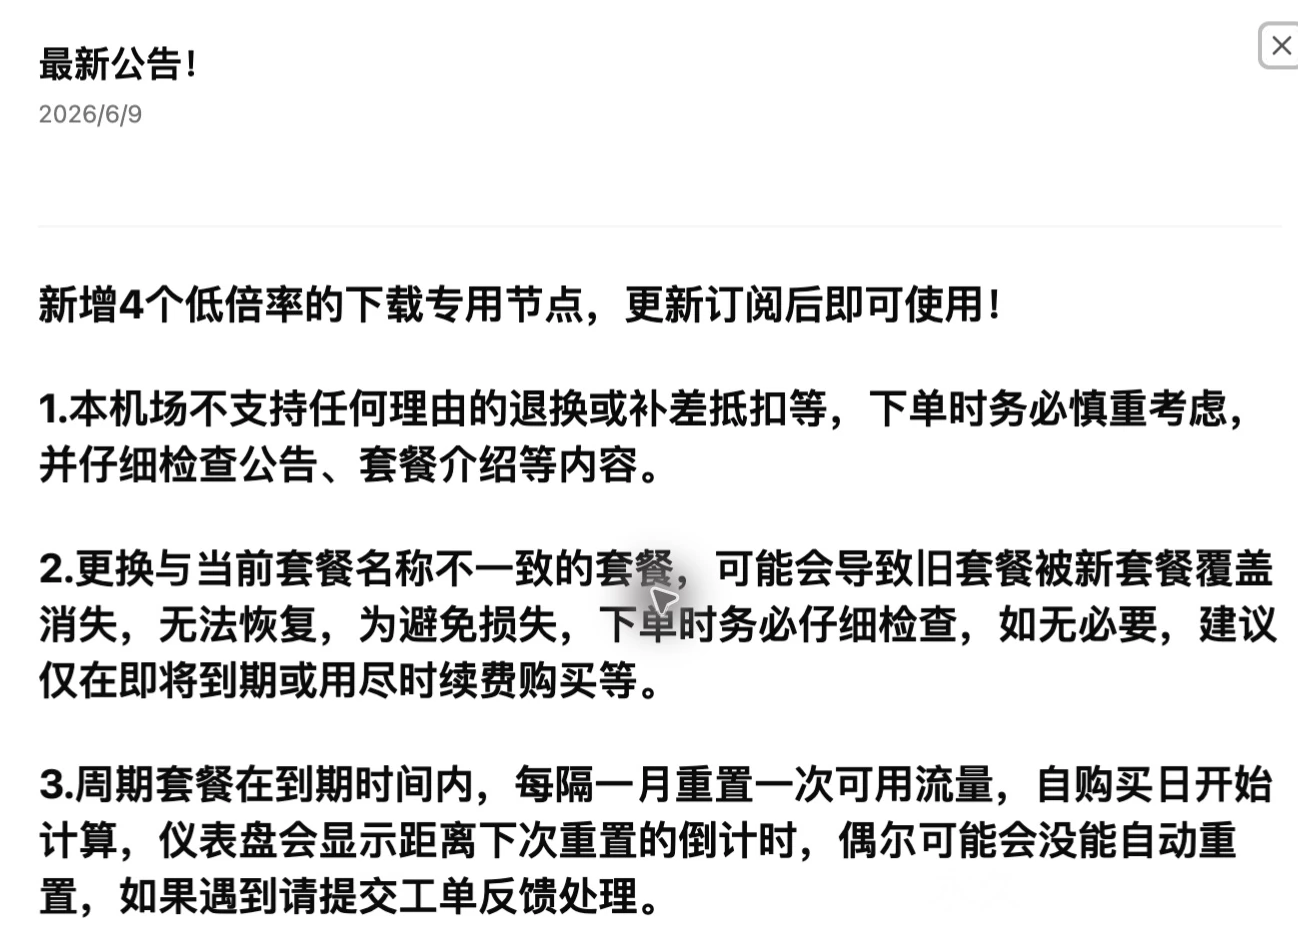 最新公告！
2026/6/9
新增4个低倍率的下载专用节点，更新订阅后即可使用！
1.本机场不支持任何理由的退换或补差抵扣等，下单时务必慎重考虑，
并仔细检查公告、套餐介绍等内容。
2.更换与当前套餐名称不一致的套餐，可能会导致旧套餐被新套餐覆盖
消失，无法恢复，为避免损失，下单时务必仔细检查，如无必要，建议
仅在即将到期或用尽时续费购买等。
3.周期套餐在到期时间内，每隔一月重置一次可用流量，自购买日开始
计算，仪表盘会显示距离下次重置的倒计时，偶尔可能会没能自动重
置，如果遇到请提交工单反馈处理。